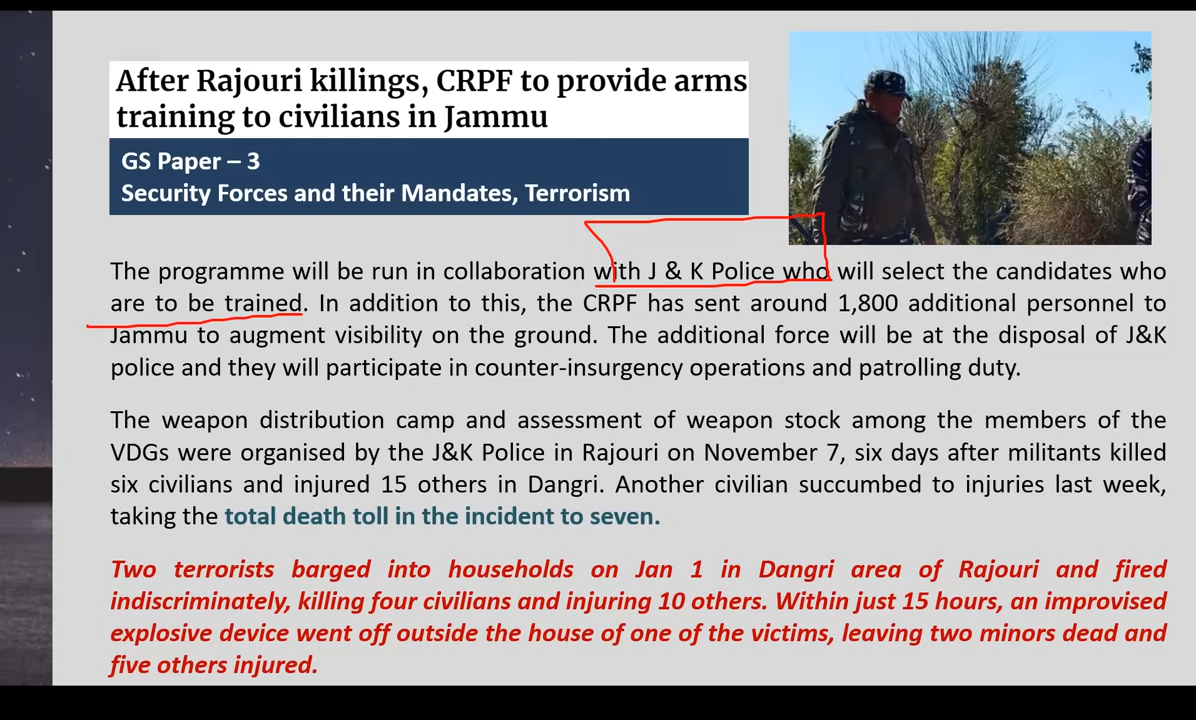 After Rajouri killings, CRPF to provide arms
training to civilians in Jammu
GS Paper – 3
Security Forces and their Mandates, Terrorism
The programme will be run in collaboration with J & K Police who will select the candidates who
are to be trained. In addition to this, the CRPF has sent around 1,800 additional personnel to
Jammu to augment visibility on the ground. The additional force will be at the disposal of J&K
police and they will participate in counter-insurgency operations and patrolling duty.
The weapon distribution camp and assessment of weapon stock among the members of the
VDGs were organised by the J&K Police in Rajouri on November 7, six days after militants killed
six civilians and injured 15 others in Dangri. Another civilian succumbed to injuries last week,
taking the total death toll in the incident to seven.
Two terrorists barged into households on Jan 1 in Dangri area of Rajouri and fired
indiscriminately, killing four civilians and injuring 10 others. Within just 15 hours, an improvised
explosive device went off outside the house of one of the victims, leaving two minors dead and
five others injured.